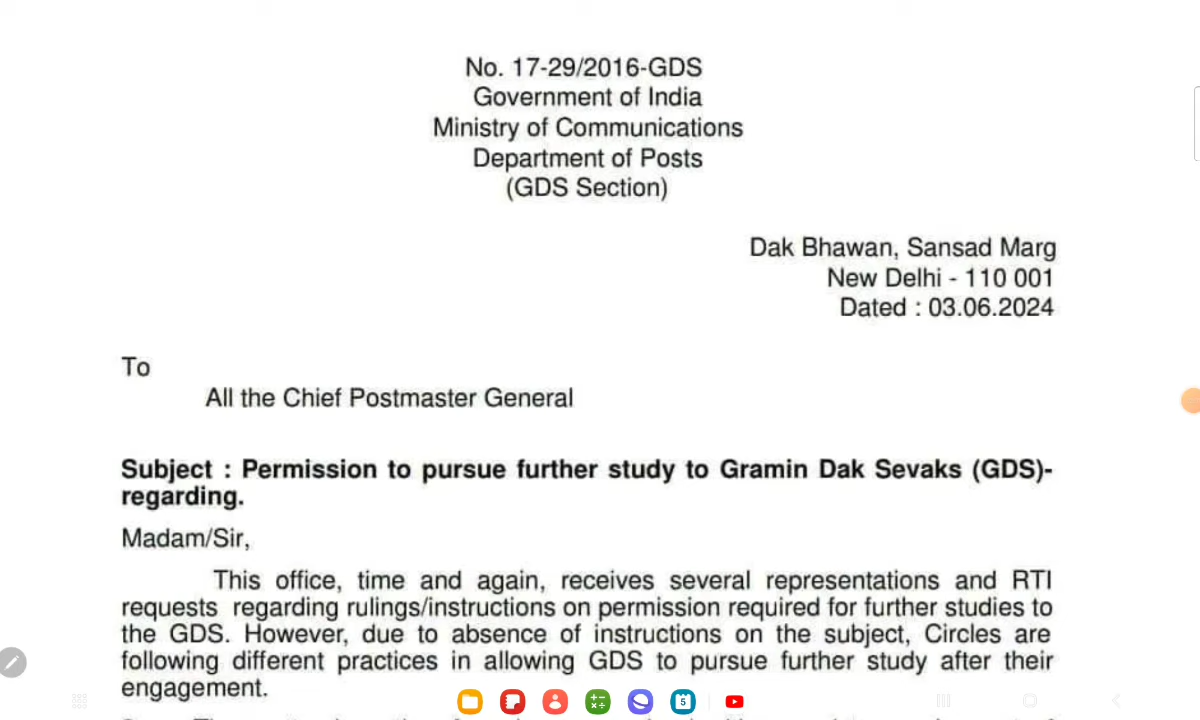 No. 17-29/2016-GDS
Government of India
Ministry of Communications
Department of Posts
(GDS Section)
Dak Bhawan, Sansad Marg
New Delhi - 110 001
Dated : 03.06.2024
To
All the Chief Postmaster General
Subject : Permission to pursue further study to Gramin Dak Sevaks (GDS)-
regarding.
Madam/Sir,
This office, time and again, receives several representations and RTI
requests regarding rulings/instructions on permission required for further studies to
the GDS. However, due to absence of instructions on the subject, Circles are
following different practices in allowing GDS to pursue further study after their
engagement.
5